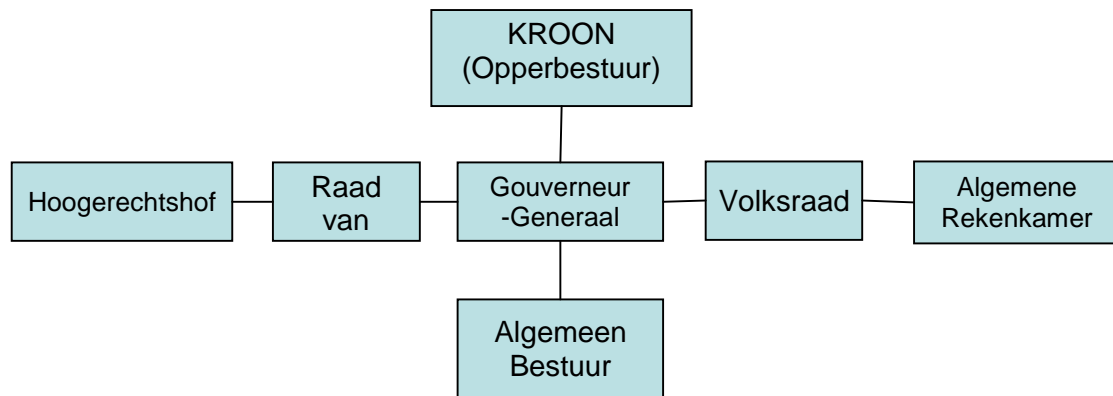 KROON
(Opperbestuur)
Hoogerechtshof
Raad
van
Gouverneur
-Generaal
Volksraad
Algemene
Rekenkamer
Algemeen
Bestuur